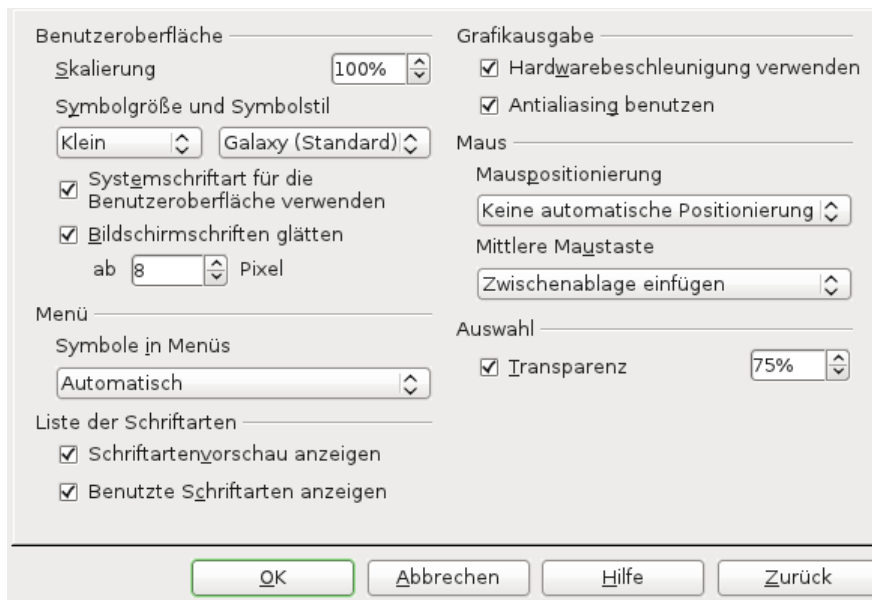 Benutzeroberfläche
Skalierung
100%
Symbolgröße und Symbolstil
Klein
Galaxy (Standard)
Systemschriftart für die
Benutzeroberfläche verwenden
Bildschirmschriften glätten
ab 8 Pixel
Menü
Symbole in Menüs
Automatisch
Liste der Schriftarten
Schriftartenvorschau anzeigen
Benutzte Schriftarten anzeigen
Grafikausgabe
Hardwarebeschleunigung verwenden
Antialiasing benutzen
Maus
Mauspositionierung
Keine automatische Positionierung
Mittlere Maustaste
Zwischenablage einfügen
Auswahl
Transparenz
75%
OK
Abbrechen
Hilfe
Zurück